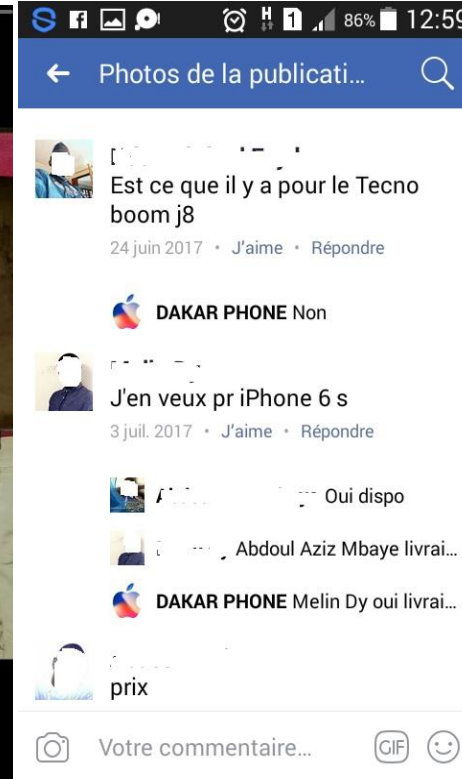 86% 12:59
Photos de la publicati...
Est ce que il y a pour le Tecno
boom j8
24 juin 2017 • J'aime • Répondre
DAKAR PHONE Non
J'en veux pr iPhone 6 s
3 juil. 2017 • J'aime • Répondre
Oui dispo
Abdoul Aziz Mbaye livrai...
DAKAR PHONE Melin Dy oui livrai...
prix
Votre commentaire... GIF